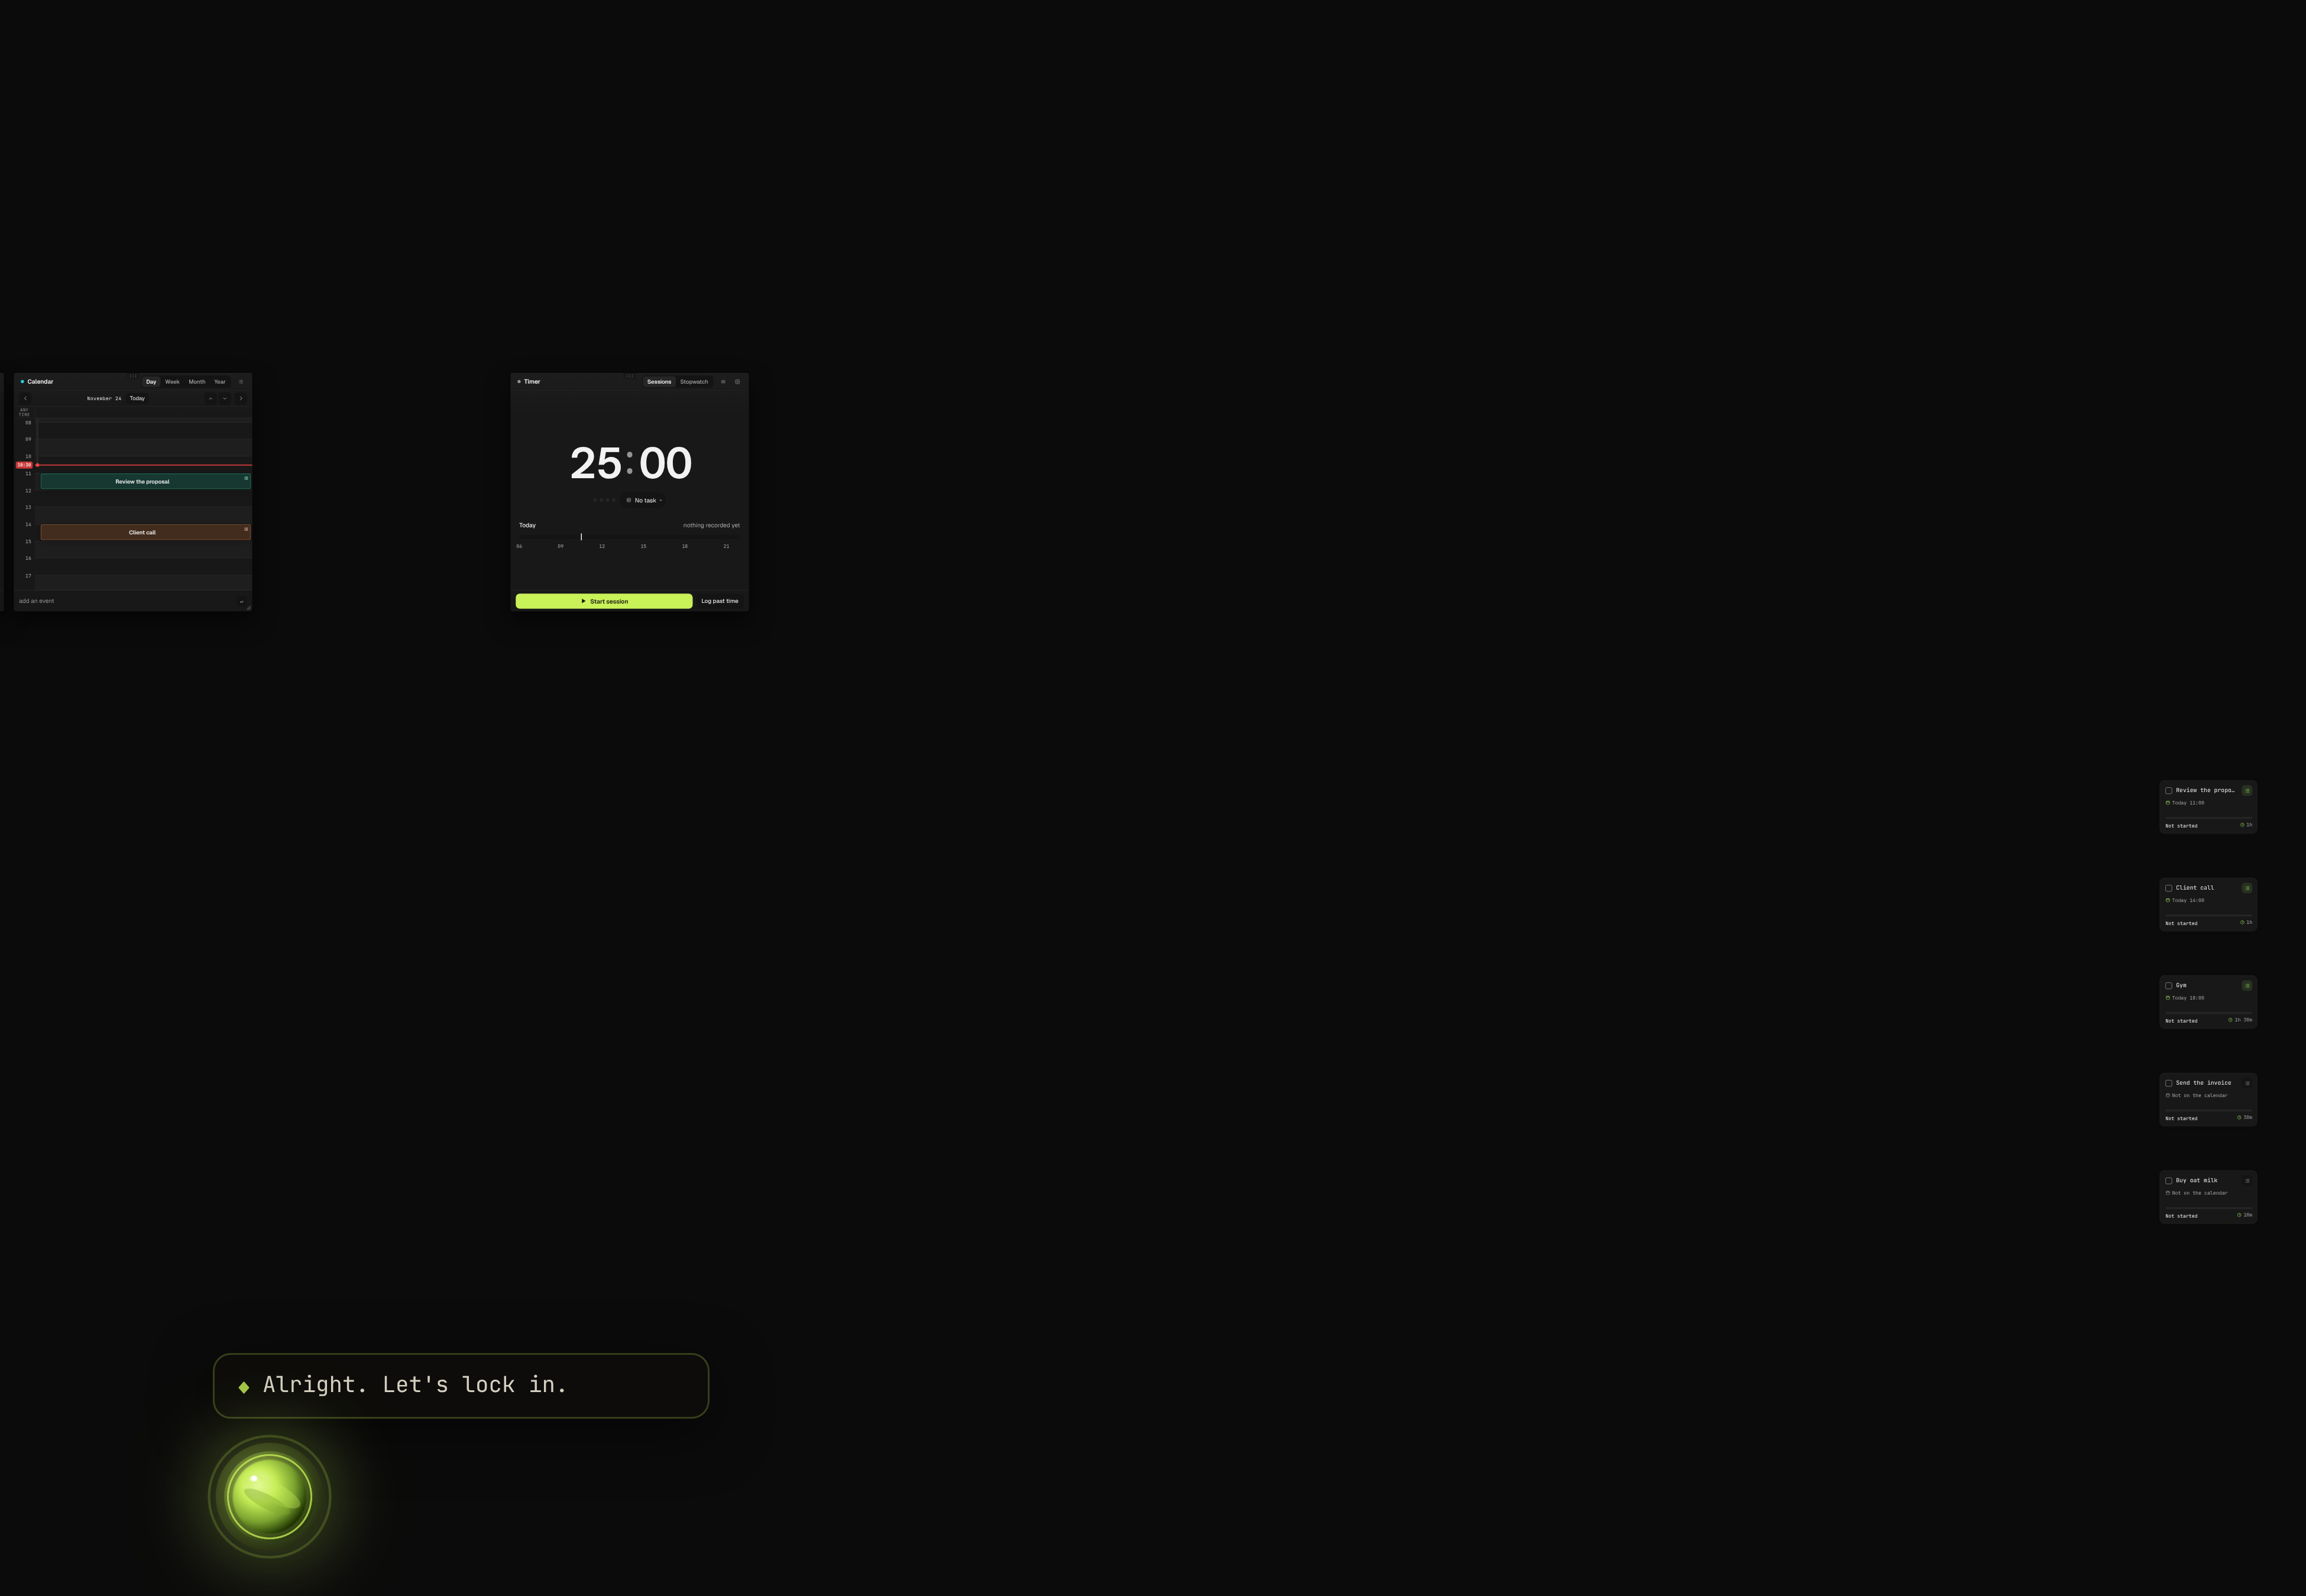 Calendar
Day Week Month Year
November 24 Today
ANY TIME
08
09
10
10:30
11
Review the proposal
12
13
14
Client call
15
16
17
add an event
Timer
Sessions Stopwatch
25:00
No task
Today nothing recorded yet
06 09 12 15 18 21
Start session Log past time
Review the propo…
Today 11:00
Not started 1h
Client call
Today 14:00
Not started 1h
Gym
Today 18:00
Not started 1h 30m
Send the invoice
Not on the calendar
Not started 30m
Buy oat milk
Not on the calendar
Not started 10m
Alright. Let's lock in.